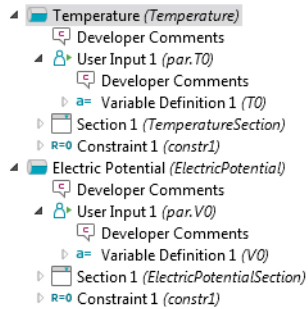 Temperature (Temperature)
C Developer Comments
User Input 1 (par.T0)
C Developer Comments
a= Variable Definition 1 (T0)
Section 1 (TemperatureSection)
R=0 Constraint 1 (constr1)
Electric Potential (ElectricPotential)
C Developer Comments
User Input 1 (par.V0)
C Developer Comments
a= Variable Definition 1 (V0)
Section 1 (ElectricPotentialSection)
R=0 Constraint 1 (constr1)